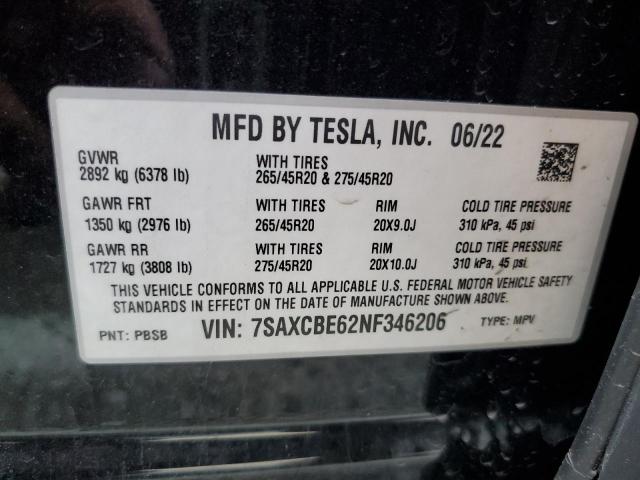 MFD BY TESLA, INC. 06/22
GVWR
2892 kg (6378 lb)
WITH TIRES
265/45R20 & 275/45R20
GAWR FRT
1350 kg (2976 lb)
WITH TIRES
265/45R20
RIM
20X9.0J
COLD TIRE PRESSURE
310 kPa, 45 psi
GAWR RR
1727 kg (3808 lb)
WITH TIRES
275/45R20
RIM
20X10.0J
COLD TIRE PRESSURE
310 kPa, 45 psi
THIS VEHICLE CONFORMS TO ALL APPLICABLE U.S. FEDERAL MOTOR VEHICLE SAFETY
STANDARDS IN EFFECT ON THE DATE OF MANUFACTURE SHOWN ABOVE.
PNT: PBSB
VIN: 7SAXCBE62NF346206
TYPE: MPV